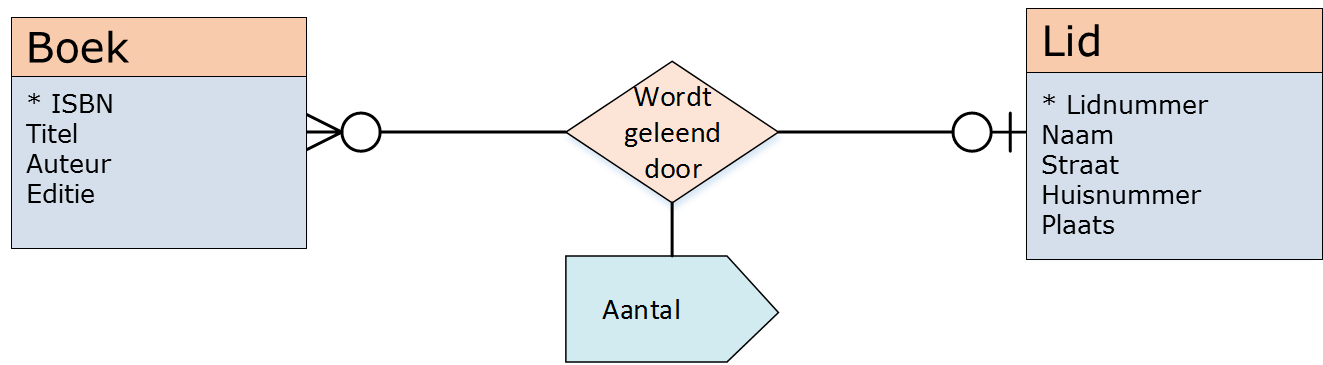 Boek
* ISBN
Titel
Auteur
Editie
Wordt
geleend
door
Aantal
Lid
* Lidnummer
Naam
Straat
Huisnummer
Plaats